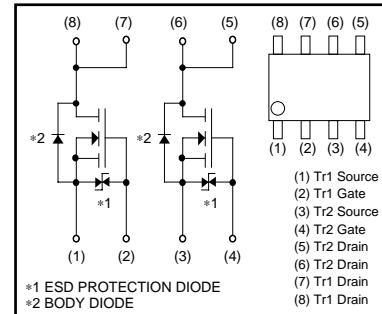 (8) (7) (6) (5)
(8) (7) (6) (5)
∗2 ∗2
∗1 ∗1
(1) (2) (3) (4)
(1) (2) (3) (4)
(1) Tr1 Source
(2) Tr1 Gate
(3) Tr2 Source
(4) Tr2 Gate
(5) Tr2 Drain
(6) Tr2 Drain
(7) Tr1 Drain
(8) Tr1 Drain
∗1 ESD PROTECTION DIODE
∗2 BODY DIODE